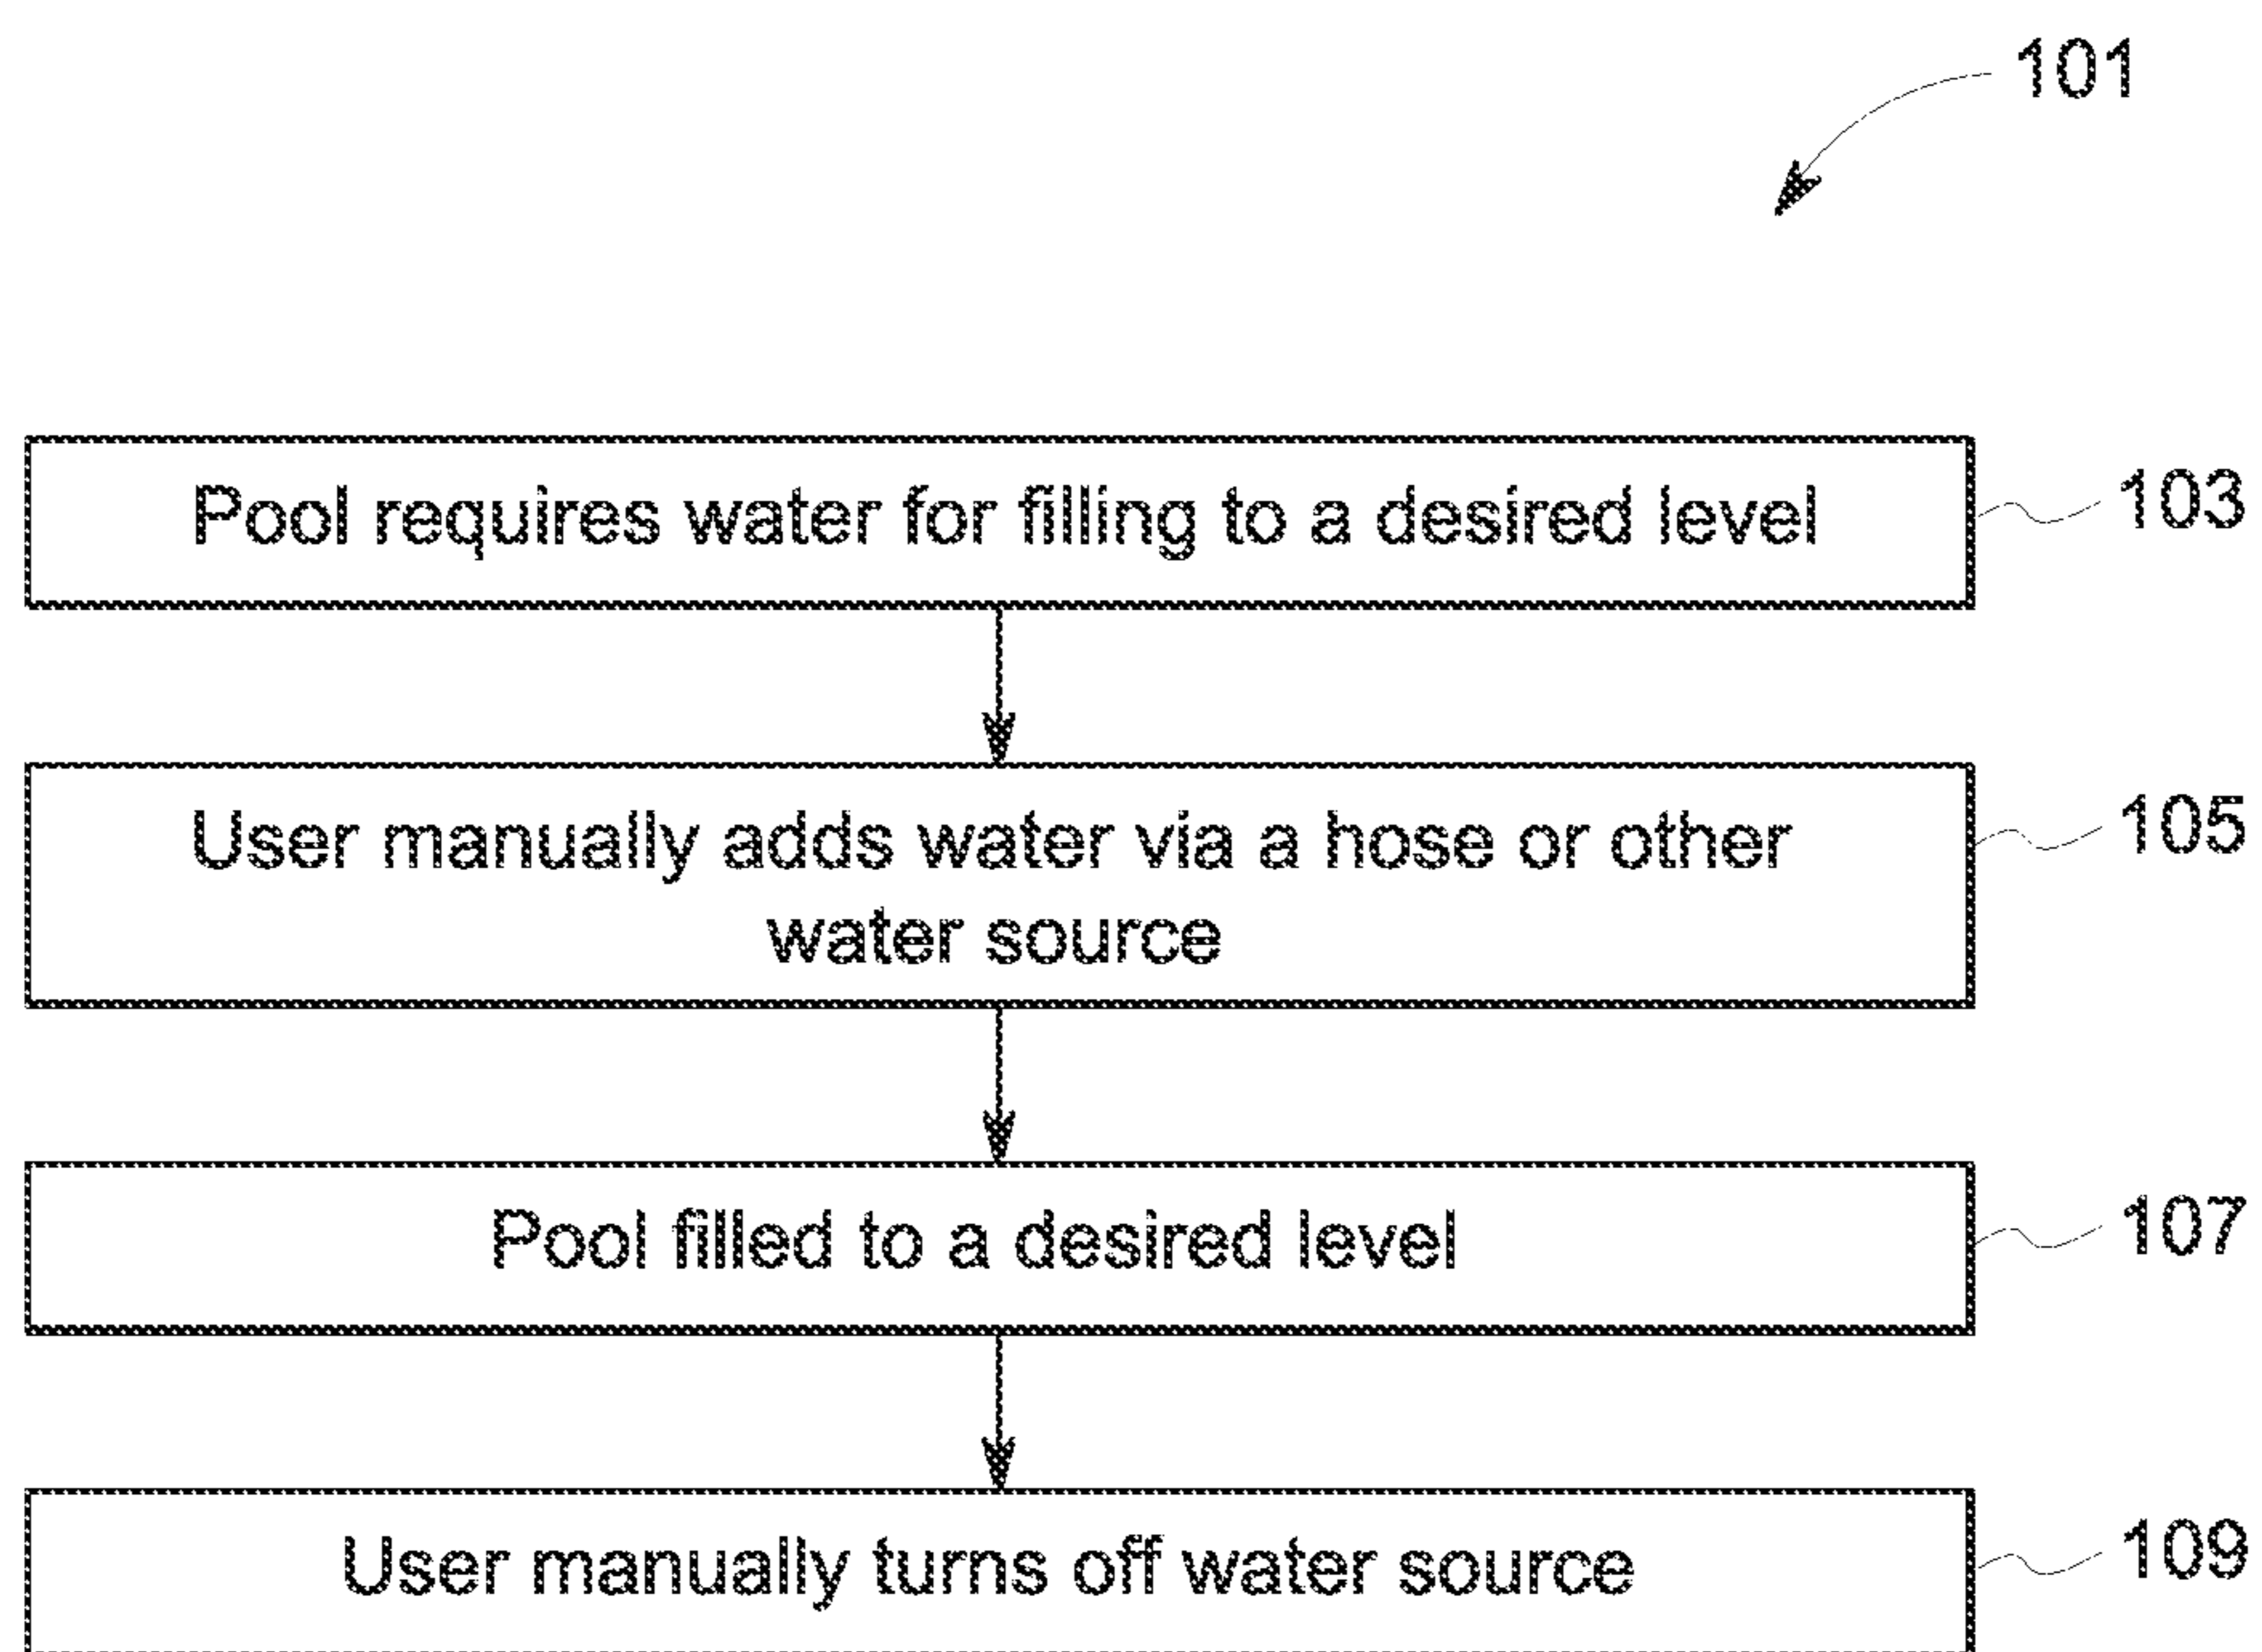 101
Pool requires water for filling to a desired level
103
User manually adds water via a hose or other
water source
105
Pool filled to a desired level
107
User manually turns off water source
109